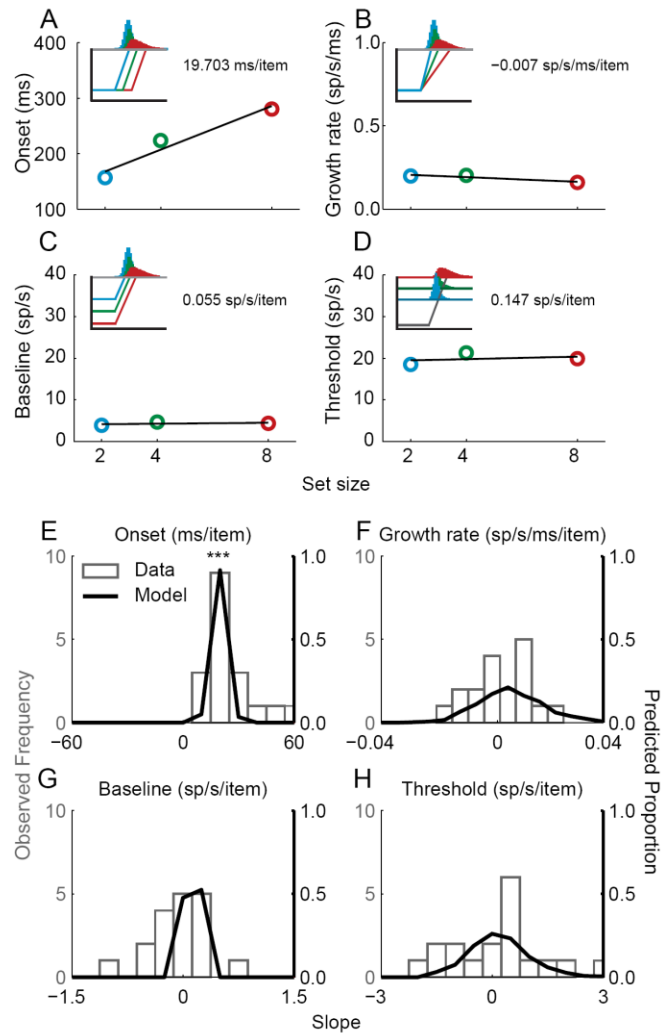 A
B
400
300
200
100
Onset (ms)
19.703 ms/item
1.0
0.5
0.0
Growth rate (sp/s/ms)
−0.007 sp/s/ms/item
C
D
40
30
20
10
0
Baseline (sp/s)
0.055 sp/s/item
2
4
8
40
30
20
10
0
Threshold (sp/s)
0.147 sp/s/item
2
4
8
Set size
E
Onset (ms/item)
F
Growth rate (sp/s/ms/item)
***
Data
Model
10
5
0
1.0
0.5
0.0
−60
0
60
10
5
0
1.0
0.5
0.0
−0.04
0
0.04
Observed Frequency
Predicted Proportion
G
Baseline (sp/s/item)
H
Threshold (sp/s/item)
10
5
0
1.0
0.5
0.0
−1.5
0
1.5
10
5
0
1.0
0.5
0.0
−3
0
3
Slope